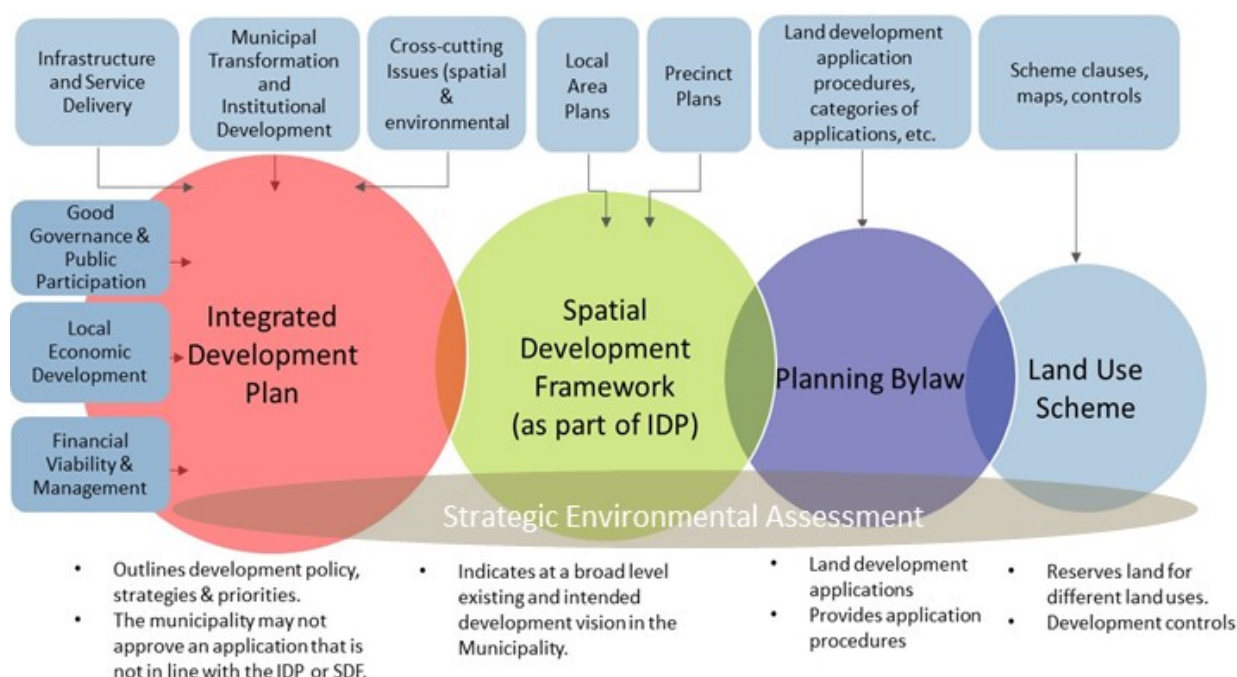 Infrastructure
and Service
Delivery
Municipal
Transformation
and
Institutional
Development
Cross-cutting
Issues (spatial
&
environmental
Local
Area
Plans
Precinct
Plans
Land development
application
procedures,
categories of
applications, etc.
Scheme clauses,
maps, controls
Good
Governance &
Public
Participation
Local
Economic
Development
Financial
Viability &
Management
Integrated
Development
Plan
Spatial
Development
Framework
(as part of IDP)
Planning Bylaw
Land Use
Scheme
Strategic Environmental Assessment
• Outlines development policy,
strategies & priorities.
• The municipality may not
approve an application that is
not in line with the IDP or SDF.
• Indicates at a broad level
existing and intended
development vision in the
Municipality.
• Land development
applications
• Provides application
procedures
• Reserves land for
different land uses.
• Development controls